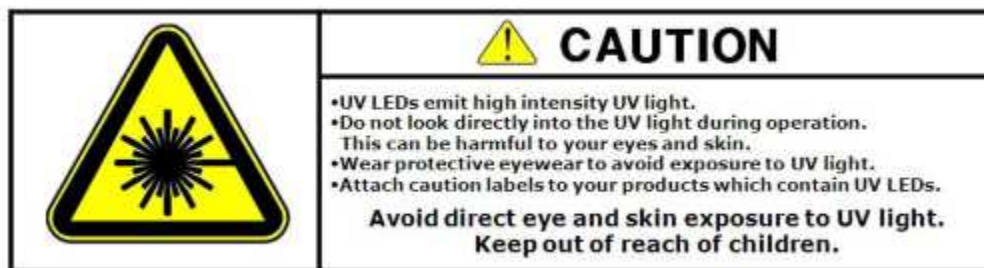 CAUTION
•UV LEDs emit high intensity UV light.
•Do not look directly into the UV light during operation.
This can be harmful to your eyes and skin.
•Wear protective eyewear to avoid exposure to UV light.
•Attach caution labels to your products which contain UV LEDs.
Avoid direct eye and skin exposure to UV light.
Keep out of reach of children.